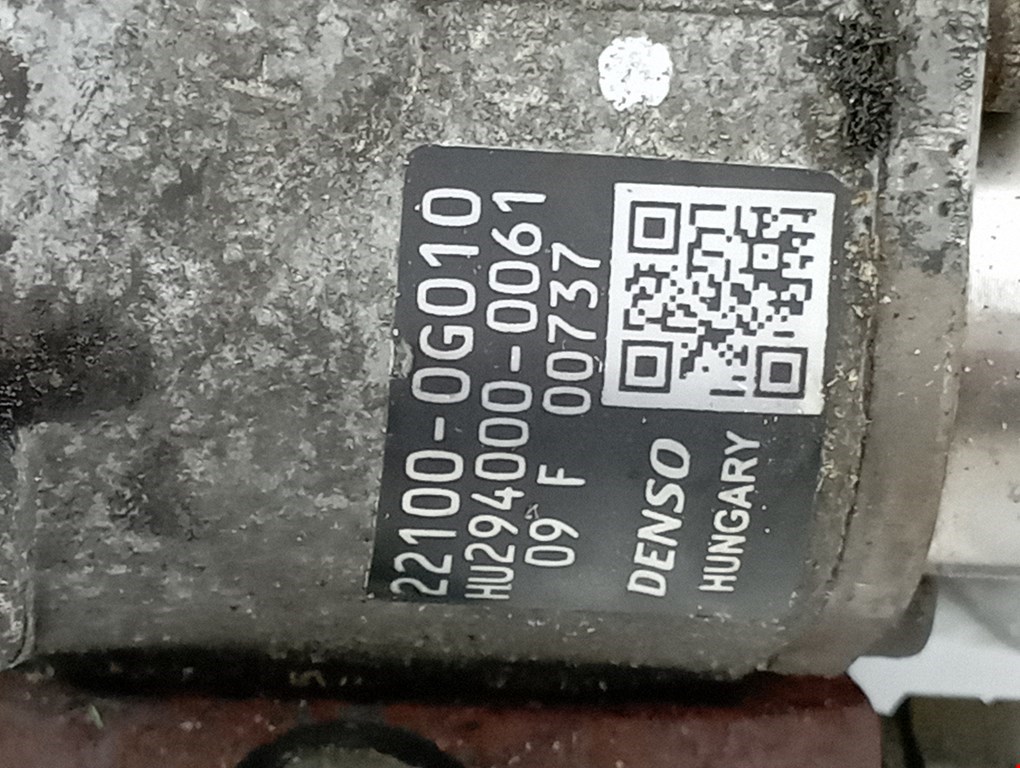 22100-0G010
HU294000-0061
09 F 00737
DENSO
HUNGARY